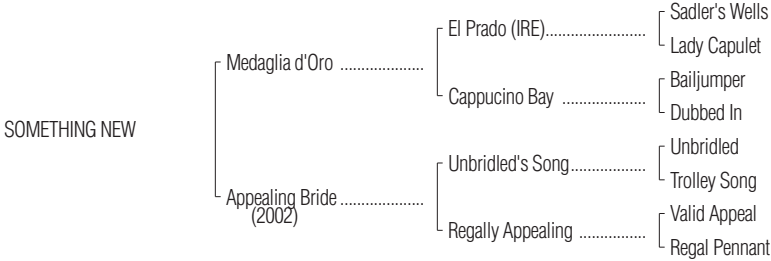 Sadler's Wells
El Prado (IRE)........................
Lady Capulet
Medaglia d'Oro ....................
Bailjumper
Cappucino Bay ....................
Dubbed In
SOMETHING NEW
Unbridled
Unbridled's Song..................
Trolley Song
Appealing Bride ....................
(2002)
Valid Appeal
Regally Appealing ................
Regal Pennant